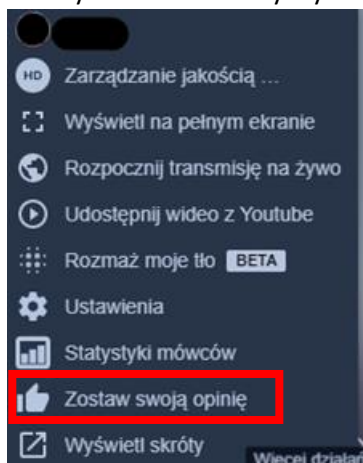 HD Zarządzanie jakością ...
Wyświetl na pełnym ekranie
Rozpocznij transmisję na żywo
Udostępnij wideo z Youtube
Rozmaż moje tło BETA
Ustawienia
Statystyki mówców
Zostaw swoją opinię
Wyświetl skróty
Więcej działań